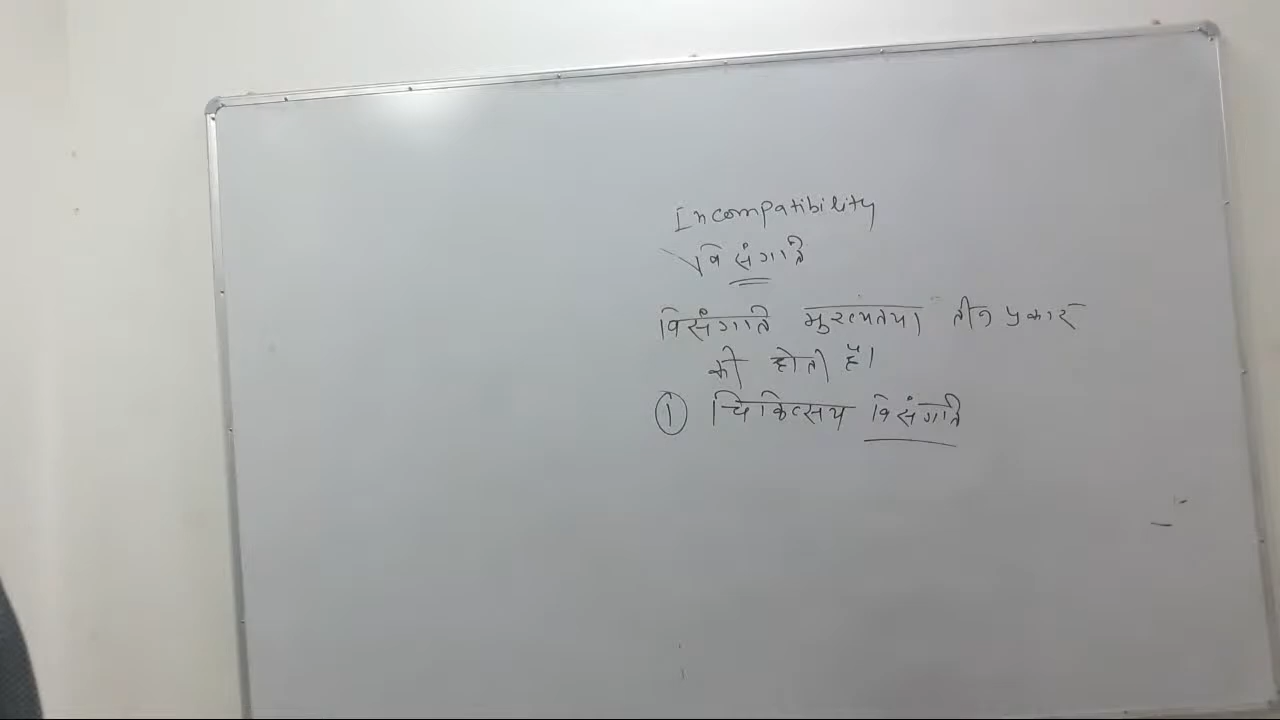 Incompatibility
विसंगति
विसंगति मुख्यतया तीन प्रकार
की होती है।
① चिकित्सय विसंगति